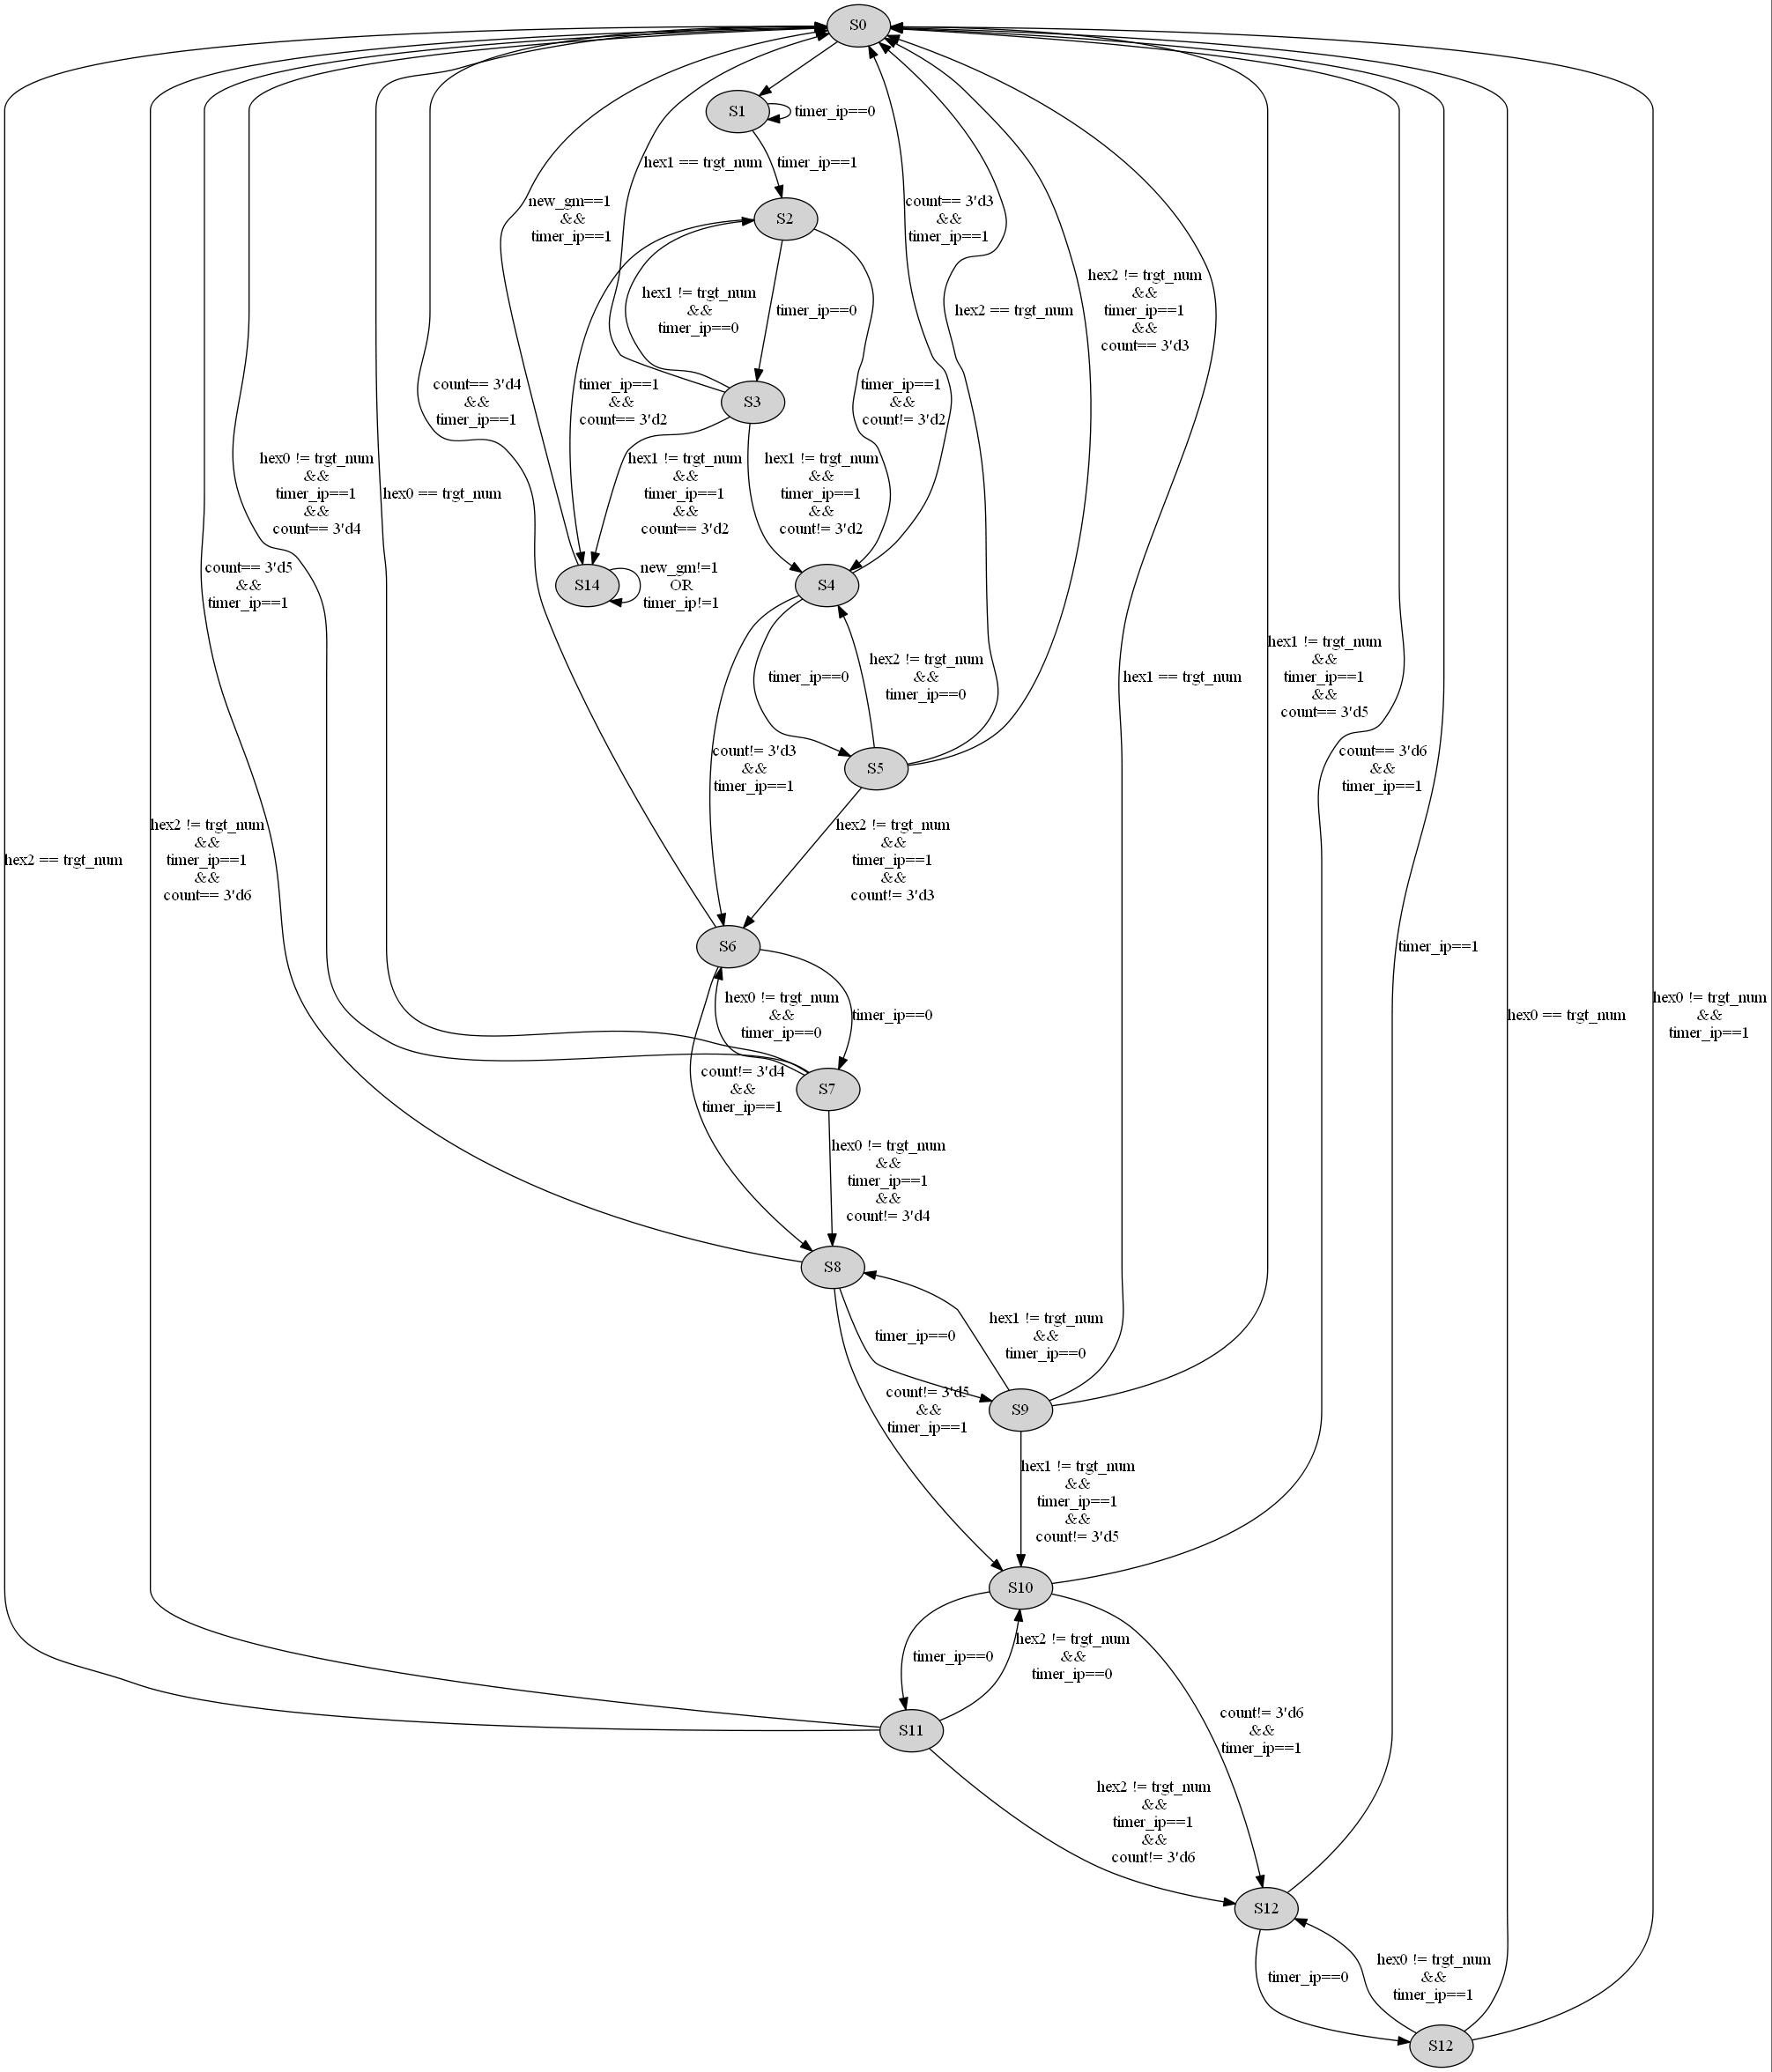 S0
S1
timer_ip==0
hex1 == trgt_num
timer_ip==1
new_gm==1
&&
timer_ip==1
S2
count== 3'd3
&&
timer_ip==1
hex2 != trgt_num
&&
timer_ip==1
&&
count== 3'd3
hex1 != trgt_num
&&
timer_ip==0
timer_ip==0
hex2 == trgt_num
count== 3'd4
&&
timer_ip==1
timer_ip==1
&&
count== 3'd2
S3
timer_ip==1
&&
count!= 3'd2
hex0 != trgt_num
&&
timer_ip==1
&&
count== 3'd4
hex0 == trgt_num
hex1 != trgt_num
&&
timer_ip==1
&&
count== 3'd2
hex1 != trgt_num
&&
timer_ip==1
&&
count!= 3'd2
count== 3'd5
&&
timer_ip==1
S14
new_gm!=1
OR
timer_ip!=1
S4
timer_ip==0
hex2 != trgt_num
&&
timer_ip==0
hex1 == trgt_num
hex1 != trgt_num
&&
timer_ip==1
&&
count== 3'd5
count!= 3'd3
&&
timer_ip==1
S5
count== 3'd6
&&
timer_ip==1
hex2 == trgt_num
hex2 != trgt_num
&&
timer_ip==1
&&
count== 3'd6
hex2 != trgt_num
&&
timer_ip==1
&&
count!= 3'd3
S6
timer_ip==1
hex0 != trgt_num
&&
timer_ip==0
timer_ip==0
hex0 == trgt_num
hex0 != trgt_num
&&
timer_ip==1
count!= 3'd4
&&
timer_ip==1
S7
hex0 != trgt_num
&&
timer_ip==1
&&
count!= 3'd4
S8
timer_ip==0
hex1 != trgt_num
&&
timer_ip==0
count!= 3'd5
&&
timer_ip==1
S9
hex1 != trgt_num
&&
timer_ip==1
&&
count!= 3'd5
S10
timer_ip==0
hex2 != trgt_num
&&
timer_ip==0
S11
count!= 3'd6
&&
timer_ip==1
hex2 != trgt_num
&&
timer_ip==1
&&
count!= 3'd6
S12
timer_ip==0
hex0 != trgt_num
&&
timer_ip==1
S12